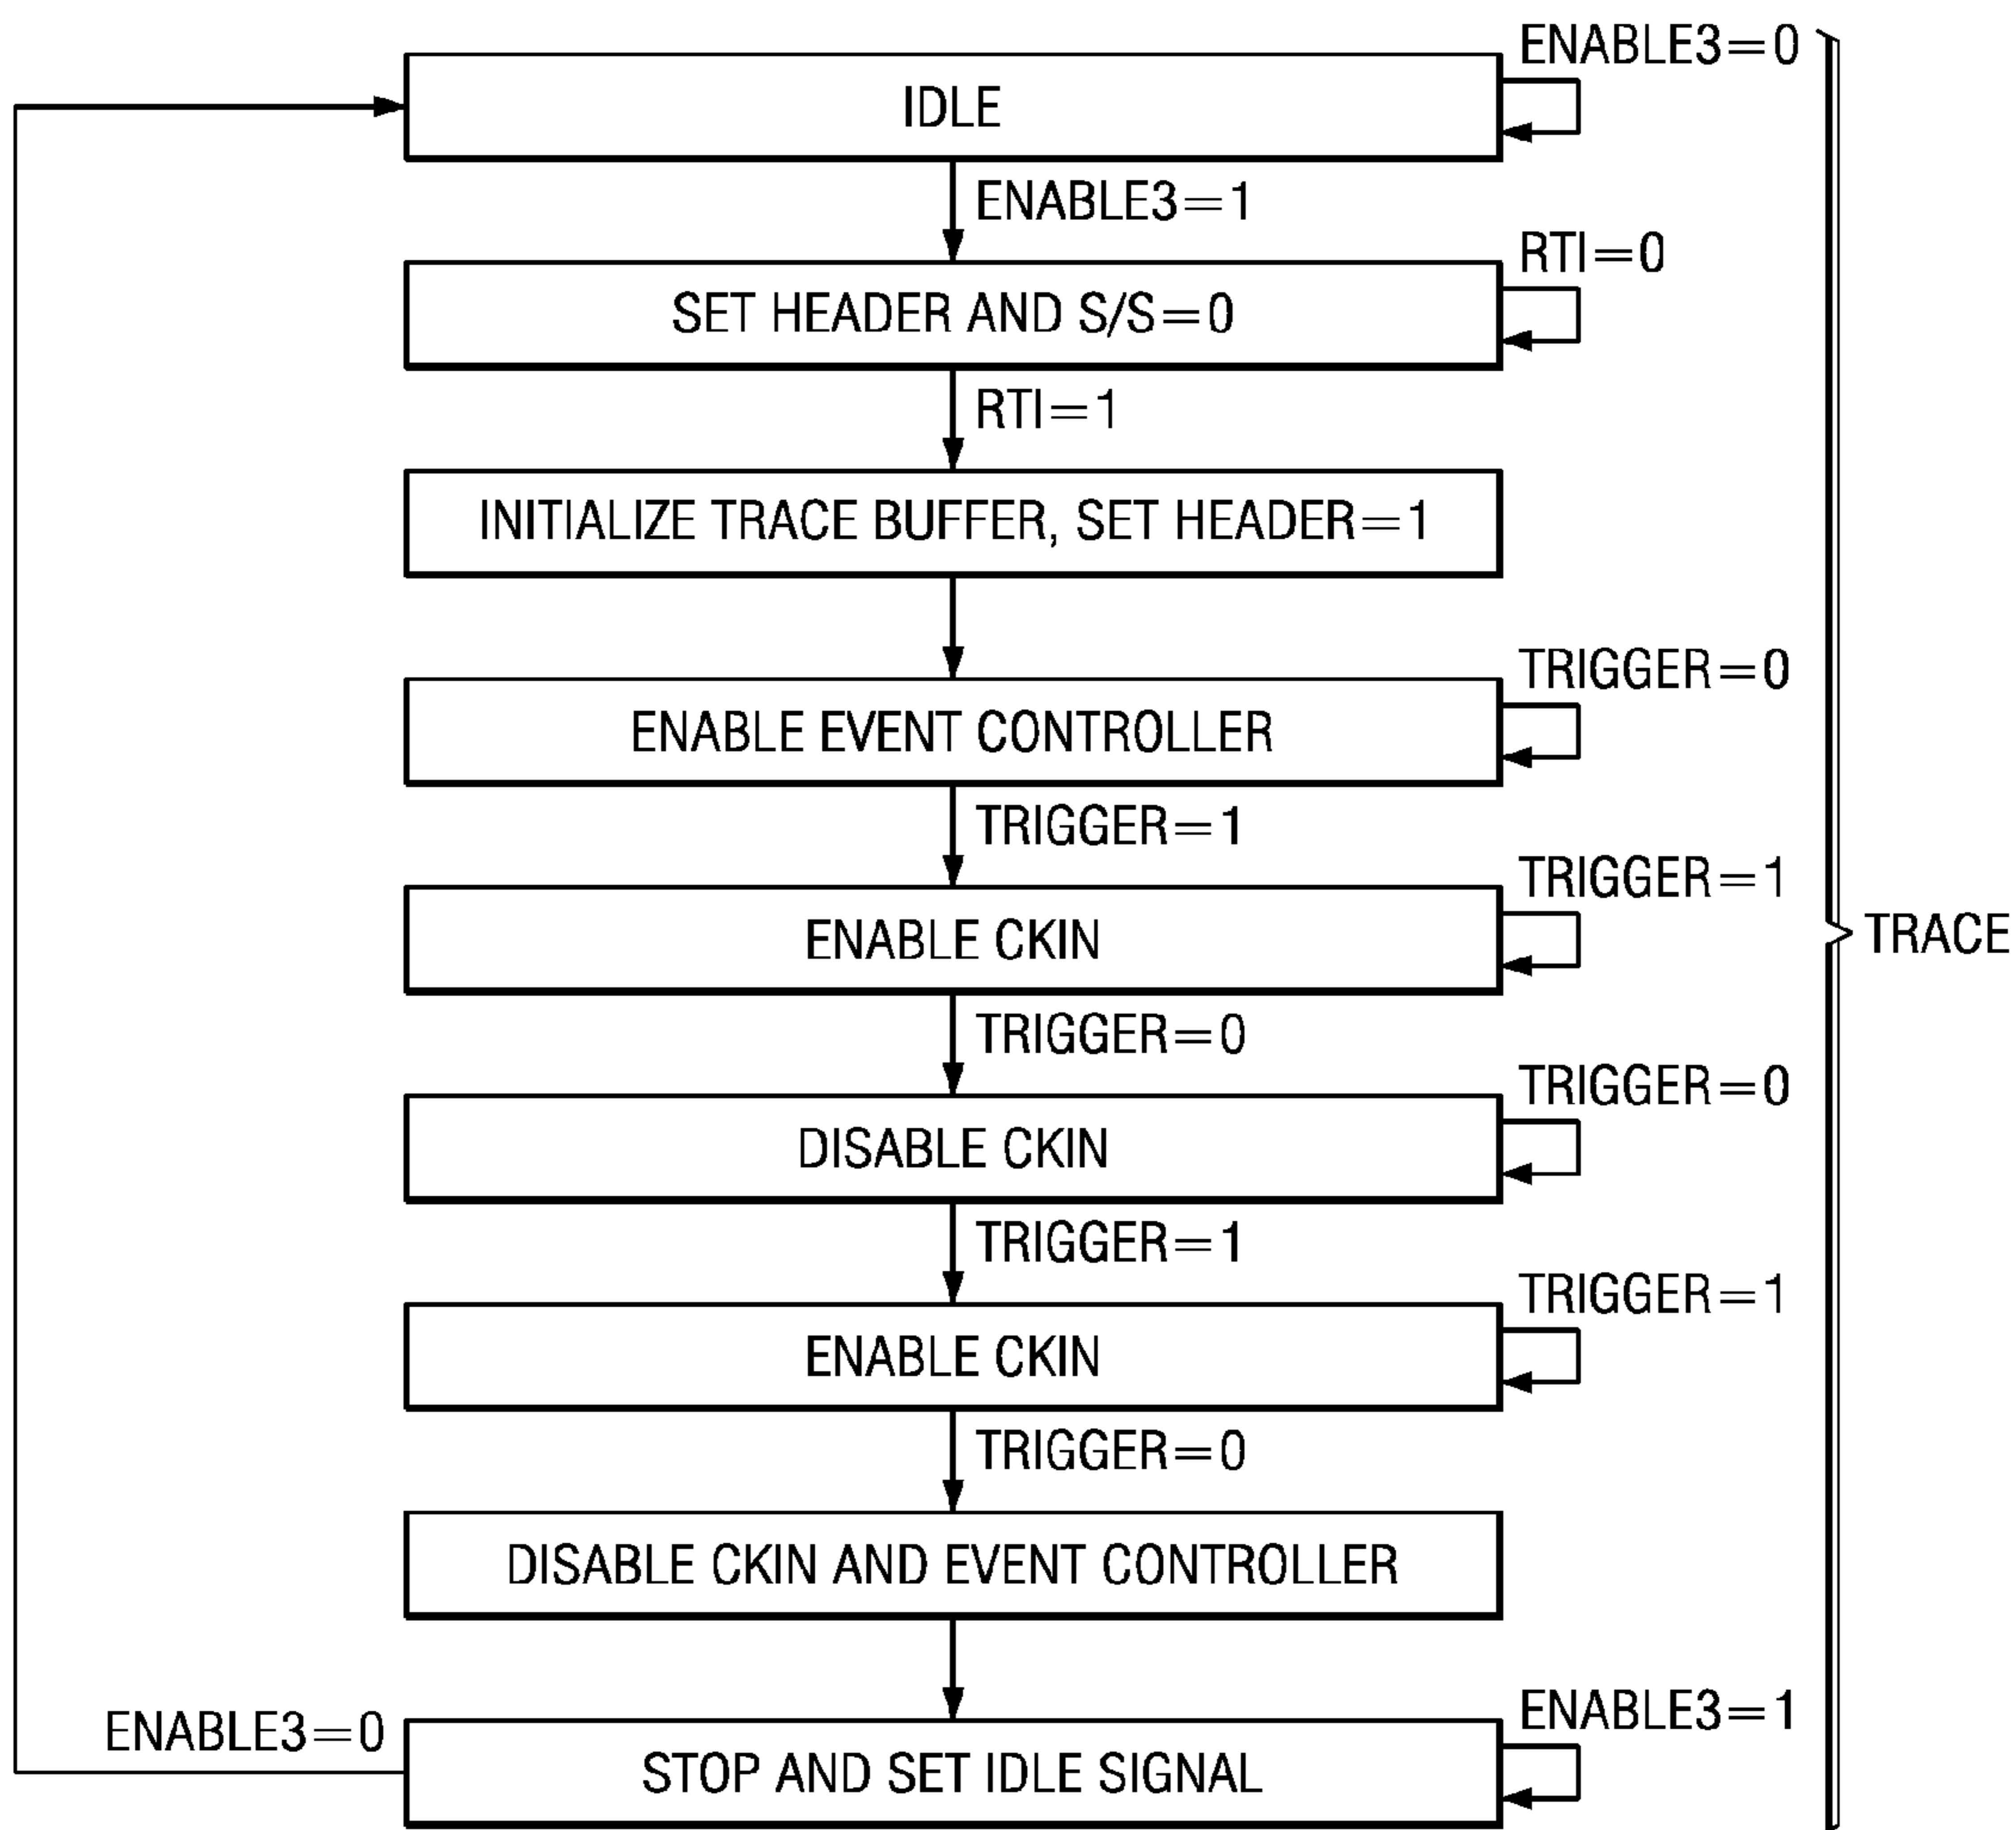 ENABLE3=0
IDLE
ENABLE3=1
RTI=0
SET HEADER AND S/S=0
RTI=1
INITIALIZE TRACE BUFFER, SET HEADER=1
TRIGGER=0
ENABLE EVENT CONTROLLER
TRIGGER=1
TRIGGER=1
ENABLE CKIN
TRACE
TRIGGER=0
TRIGGER=0
DISABLE CKIN
TRIGGER=1
TRIGGER=1
ENABLE CKIN
TRIGGER=0
DISABLE CKIN AND EVENT CONTROLLER
ENABLE3=1
ENABLE3=0
STOP AND SET IDLE SIGNAL